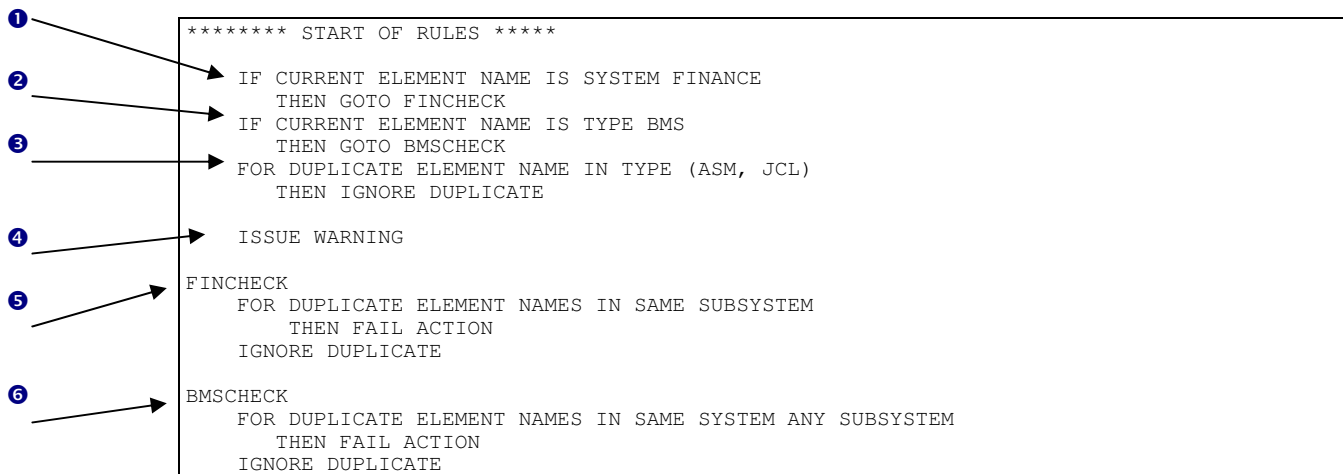 ❶
******** START OF RULES *****
IF CURRENT ELEMENT NAME IS SYSTEM FINANCE
THEN GOTO FINCHECK
❷
IF CURRENT ELEMENT NAME IS TYPE BMS
THEN GOTO BMSCHECK
❸
FOR DUPLICATE ELEMENT NAME IN TYPE (ASM, JCL)
THEN IGNORE DUPLICATE
❹
ISSUE WARNING
❺
FINCHECK
FOR DUPLICATE ELEMENT NAMES IN SAME SUBSYSTEM
THEN FAIL ACTION
IGNORE DUPLICATE
❻
BMSCHECK
FOR DUPLICATE ELEMENT NAMES IN SAME SYSTEM ANY SUBSYSTEM
THEN FAIL ACTION
IGNORE DUPLICATE